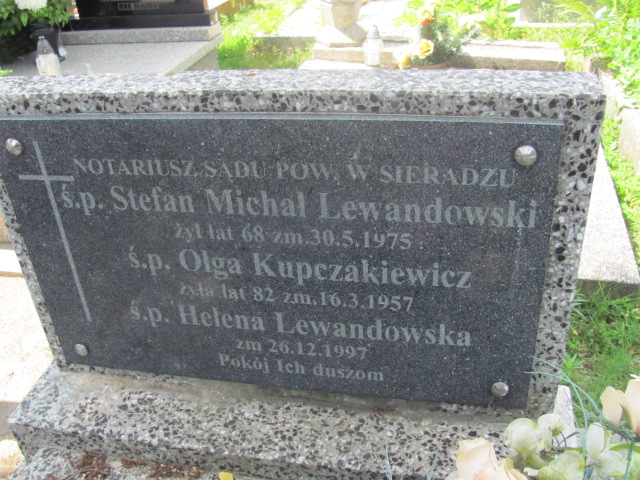 NOTARIUSZ SĄDU POW, W SIERADZU
ś.p. Stefan Michał Lewandowski
żył lat 68 zm.30.5.1975
ś.p. Olga Kupczakiewicz
żyła lat 82 zm.16.3.1957
ś.p. Helena Lewandowska
zm 26.12.1997
Pokój Ich duszom